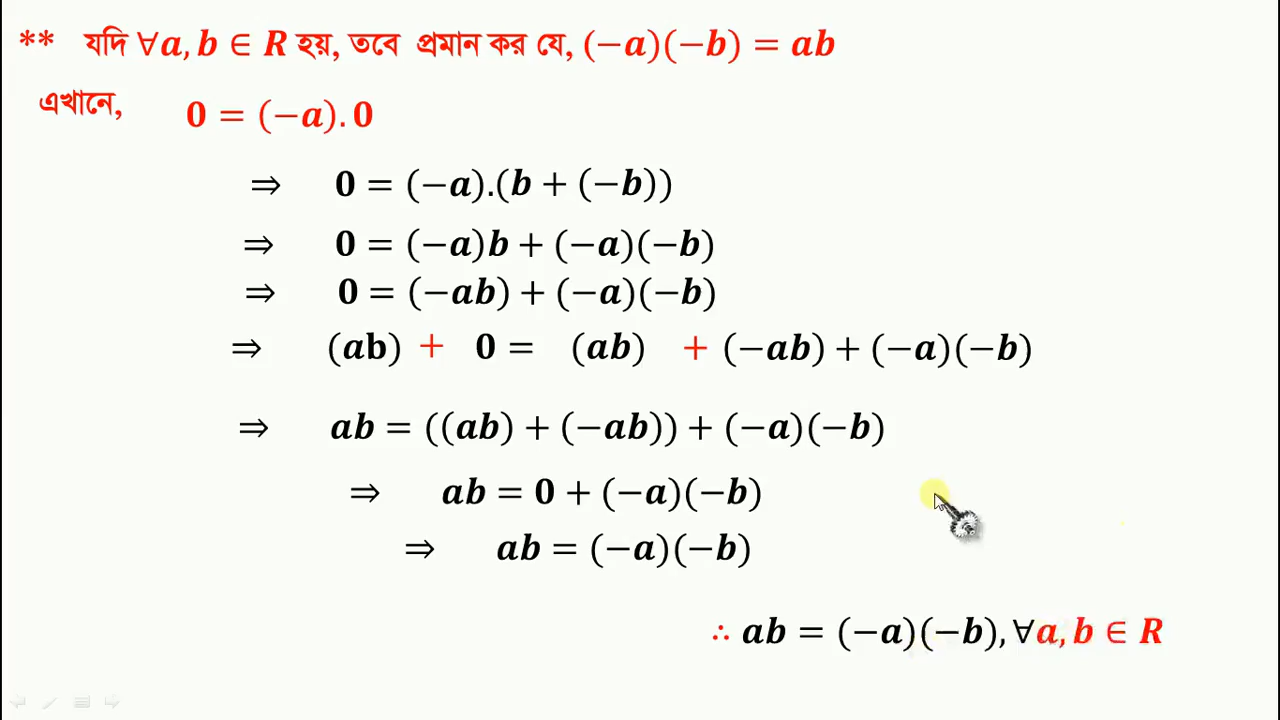 ** যদি ∀a, b ∈ R হয়, তবে প্রমান কর যে, (−a)(−b) = ab
এখানে, 0 = (−a). 0
⇒ 0 = (−a).(b + (−b))
⇒ 0 = (−a)b + (−a)(−b)
⇒ 0 = (−ab) + (−a)(−b)
⇒ (ab) + 0 = (ab) + (−ab) + (−a)(−b)
⇒ ab = ((ab) + (−ab)) + (−a)(−b)
⇒ ab = 0 + (−a)(−b)
⇒ ab = (−a)(−b)
∴ ab = (−a)(−b), ∀a, b ∈ R